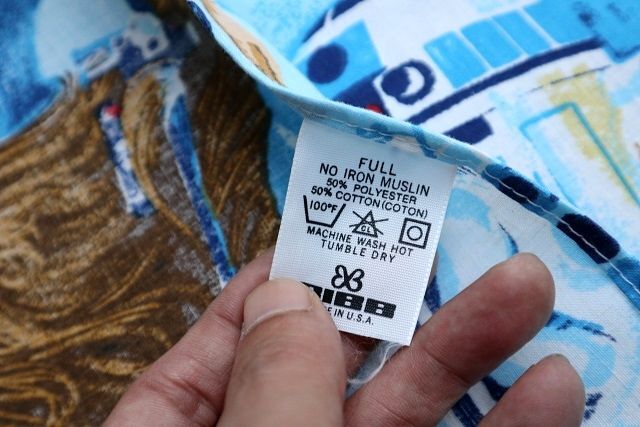 FULL
NO IRON MUSLIN
50% POLYESTER
50% COTTON(COTON)
100°F
CL
MACHINE WASH HOT
TUMBLE DRY
IN U.S.A.